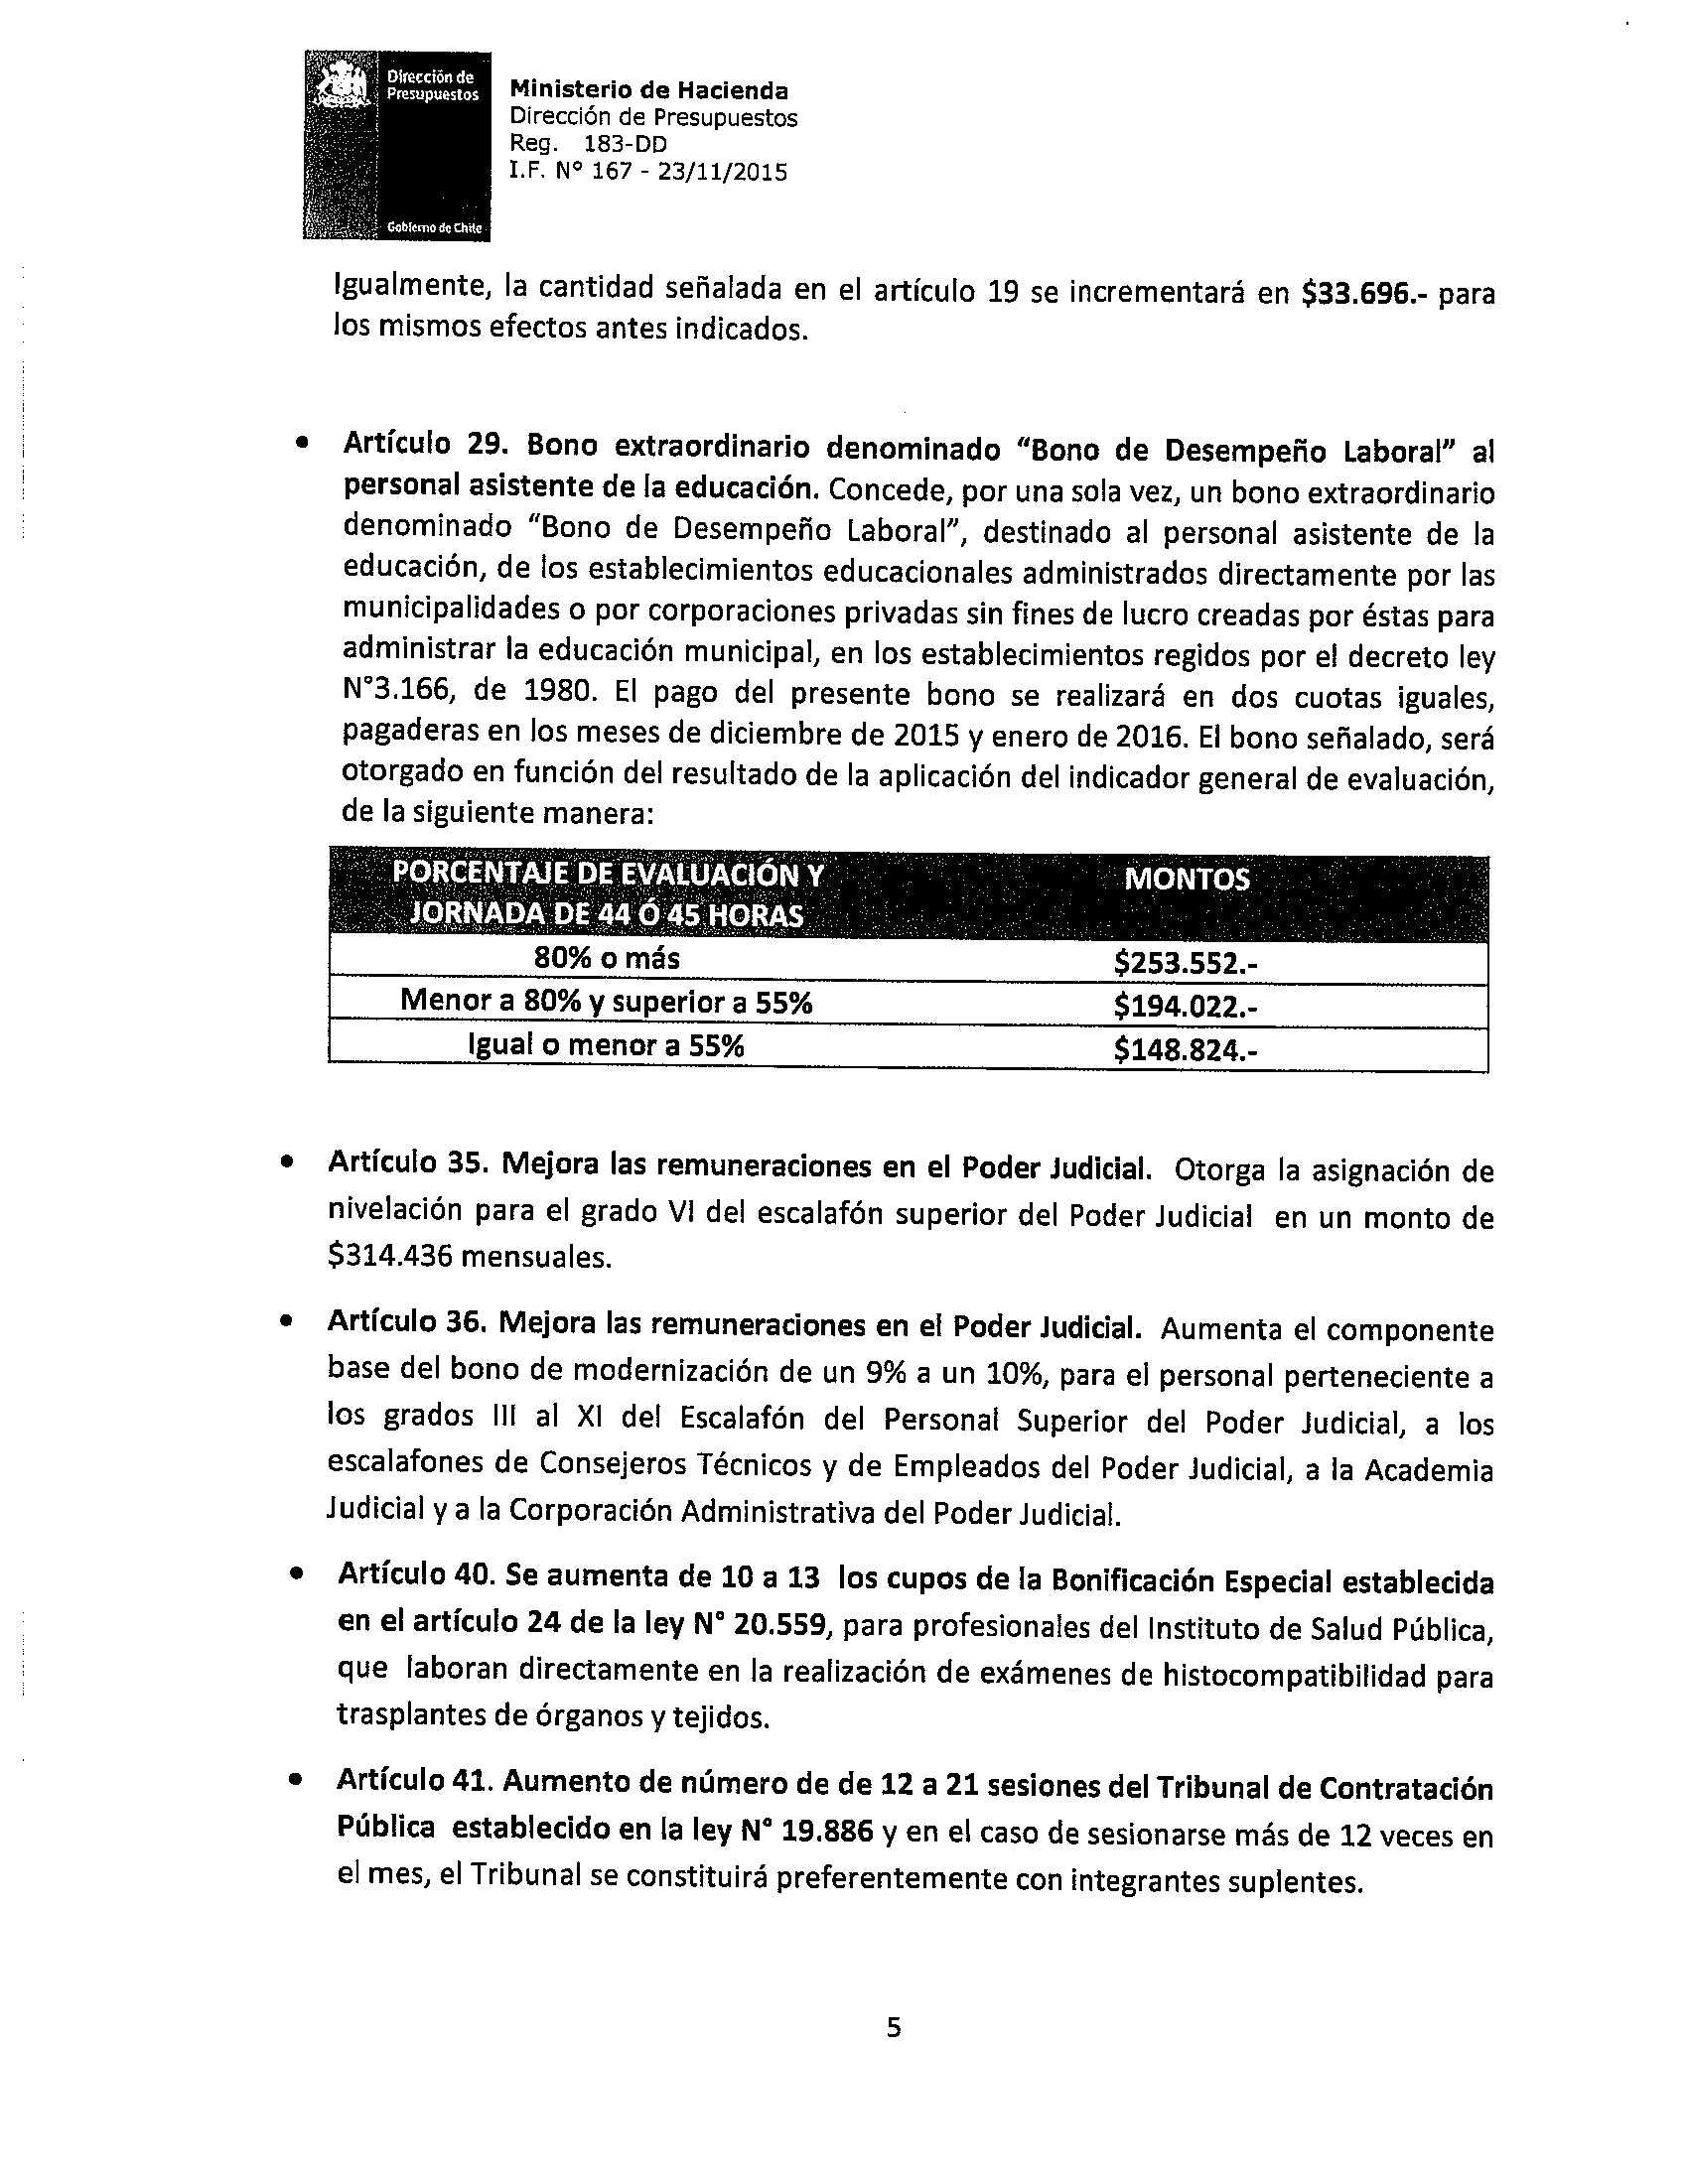 Dirección de
Presupuestos
Gobierno de Chile
Ministerio de Hacienda
Dirección de Presupuestos
Reg. 183-DD
I.F. N° 167 - 23/11/2015
Igualmente, la cantidad señalada en el artículo 19 se incrementará en $33.696.- para
los mismos efectos antes indicados.
• Artículo 29. Bono extraordinario denominado "Bono de Desempeño Laboral" al
personal asistente de la educación. Concede, por una sola vez, un bono extraordinario
denominado "Bono de Desempeño Laboral", destinado al personal asistente de la
educación, de los establecimientos educacionales administrados directamente por las
municipalidades o por corporaciones privadas sin fines de lucro creadas por éstas para
administrar la educación municipal, en los establecimientos regidos por el decreto ley
N°3.166, de 1980. El pago del presente bono se realizará en dos cuotas iguales,
pagaderas en los meses de diciembre de 2015 y enero de 2016. El bono señalado, será
otorgado en función del resultado de la aplicación del indicador general de evaluación,
de la siguiente manera:
PORCENTAJE DE EVALUACIÓN Y MONTOS
JORNADA DE 44 Ó 45 HORAS
80% o más $253.552.-
Menor a 80% y superior a 55% $194.022.-
Igual o menor a 55% $148.824.-
• Artículo 35. Mejora las remuneraciones en el Poder Judicial. Otorga la asignación de
nivelación para el grado VI del escalafón superior del Poder Judicial en un monto de
$314.436 mensuales.
• Artículo 36. Mejora las remuneraciones en el Poder Judicial. Aumenta el componente
base del bono de modernización de un 9% a un 10%, para el personal perteneciente a
los grados III al XI del Escalafón del Personal Superior del Poder Judicial, a los
escalafones de Consejeros Técnicos y de Empleados del Poder Judicial, a la Academia
Judicial y a la Corporación Administrativa del Poder Judicial.
• Artículo 40. Se aumenta de 10 a 13 los cupos de la Bonificación Especial establecida
en el artículo 24 de la ley N° 20.559, para profesionales del Instituto de Salud Pública,
que laboran directamente en la realización de exámenes de histocompatibilidad para
trasplantes de órganos y tejidos.
• Artículo 41. Aumento de número de de 12 a 21 sesiones del Tribunal de Contratación
Pública establecido en la ley N° 19.886 y en el caso de sesionarse más de 12 veces en
el mes, el Tribunal se constituirá preferentemente con integrantes suplentes.
5